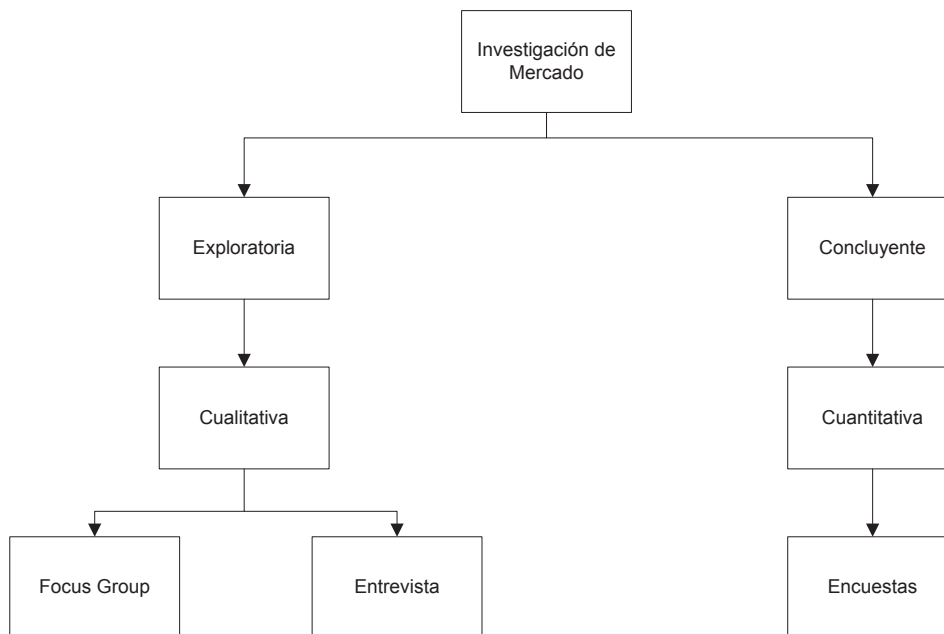 Investigación de
Mercado
Exploratoria
Concluyente
Cualitativa
Cuantitativa
Focus Group
Entrevista
Encuestas